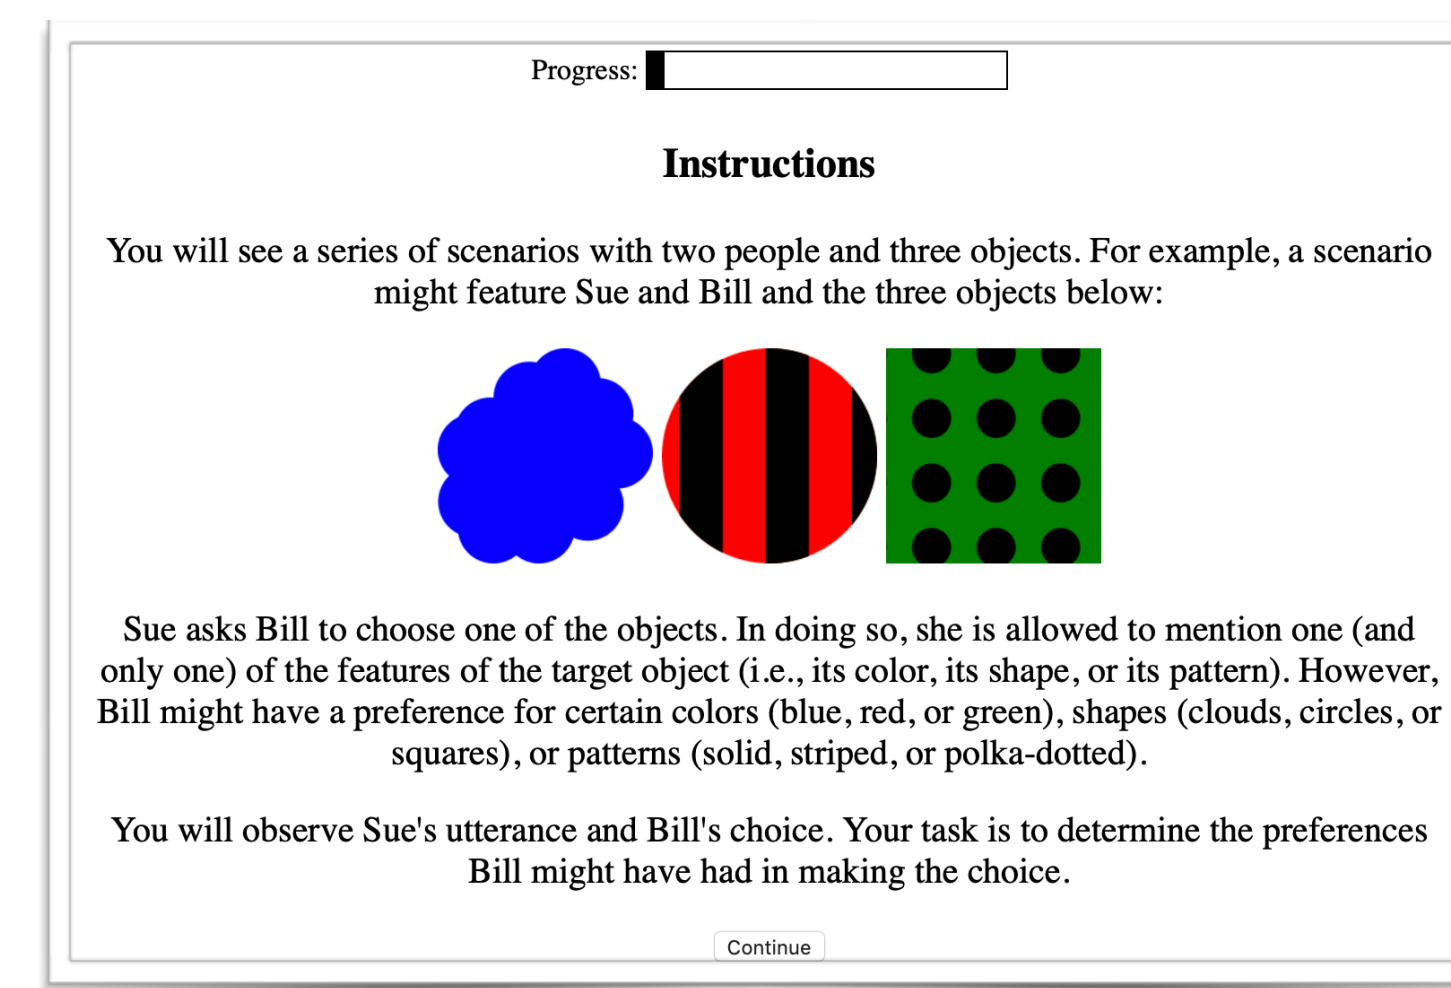 Progress:
Instructions
You will see a series of scenarios with two people and three objects. For example, a scenario
might feature Sue and Bill and the three objects below:
Sue asks Bill to choose one of the objects. In doing so, she is allowed to mention one (and
only one) of the features of the target object (i.e., its color, its shape, or its pattern). However,
Bill might have a preference for certain colors (blue, red, or green), shapes (clouds, circles, or
squares), or patterns (solid, striped, or polka-dotted).
You will observe Sue's utterance and Bill's choice. Your task is to determine the preferences
Bill might have had in making the choice.
Continue